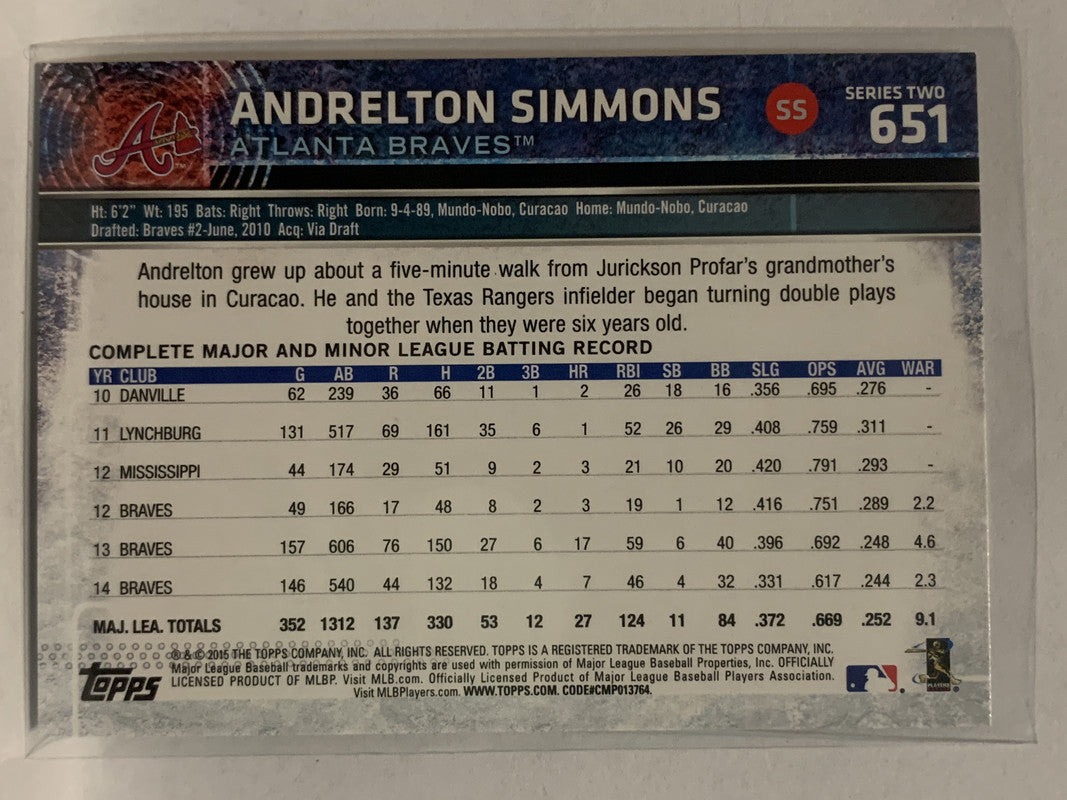 ANDRELTON SIMMONS SS SERIES TWO
ATLANTA BRAVES™ 651
Ht: 6'2" Wt: 195 Bats: Right Throws: Right Born: 9-4-89, Mundo-Nobo, Curacao Home: Mundo-Nobo, Curacao
Drafted: Braves #2-June, 2010 Acq: Via Draft
Andrelton grew up about a five-minute walk from Jurickson Profar's grandmother's
house in Curacao. He and the Texas Rangers infielder began turning double plays
together when they were six years old.
COMPLETE MAJOR AND MINOR LEAGUE BATTING RECORD
YR CLUB G AB R H 2B 3B HR RBI SB BB SLG OPS AVG WAR
10 DANVILLE 62 239 36 66 11 1 2 26 18 16 .356 .695 .276 -
11 LYNCHBURG 131 517 69 161 35 6 1 52 26 29 .408 .759 .311 -
12 MISSISSIPPI 44 174 29 51 9 2 3 21 10 20 .420 .791 .293 -
12 BRAVES 49 166 17 48 8 2 3 19 1 12 .416 .751 .289 2.2
13 BRAVES 157 606 76 150 27 6 17 59 6 40 .396 .692 .248 4.6
14 BRAVES 146 540 44 132 18 4 7 46 4 32 .331 .617 .244 2.3
MAJ. LEA. TOTALS 352 1312 137 330 53 12 27 124 11 84 .372 .669 .252 9.1
® & © 2015 THE TOPPS COMPANY, INC. ALL RIGHTS RESERVED. TOPPS IS A REGISTERED TRADEMARK OF THE TOPPS COMPANY, INC.
Major League Baseball trademarks and copyrights are used with permission of Major League Baseball Properties, Inc. OFFICIALLY
LICENSED PRODUCT OF MLBP. Visit MLB.com. Officially Licensed Product of Major League Baseball Players Association.
Visit MLBPlayers.com. WWW.TOPPS.COM. CODE#CMP013764.
Topps
PLAYERS